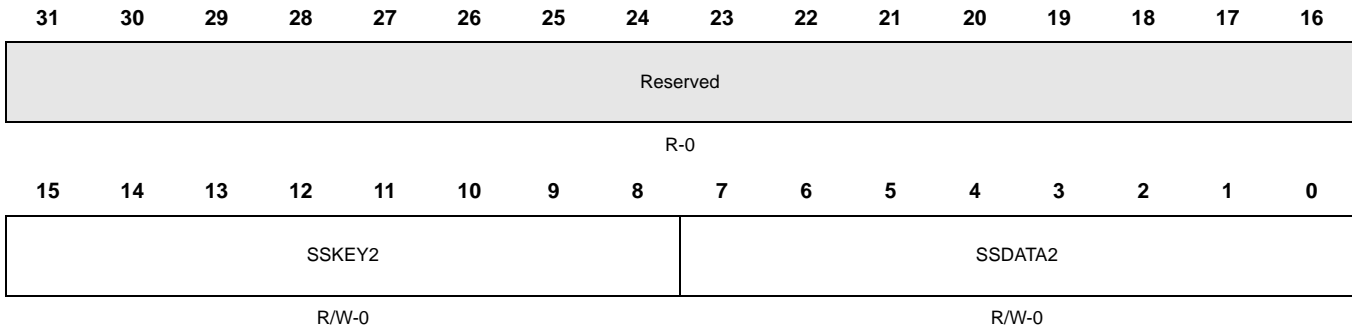 31 30 29 28 27 26 25 24 23 22 21 20 19 18 17 16
Reserved
R-0
15 14 13 12 11 10 9 8 7 6 5 4 3 2 1 0
SSKEY2 SSDATA2
R/W-0 R/W-0